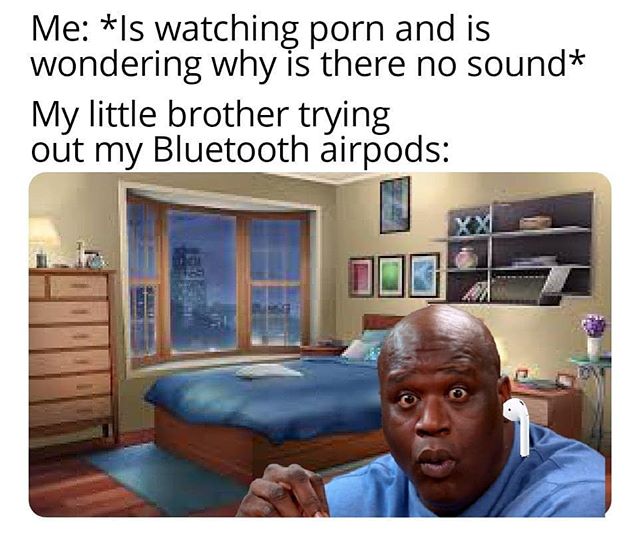 Me: *Is watching porn and is
wondering why is there no sound*
My little brother trying
out my Bluetooth airpods:
XX